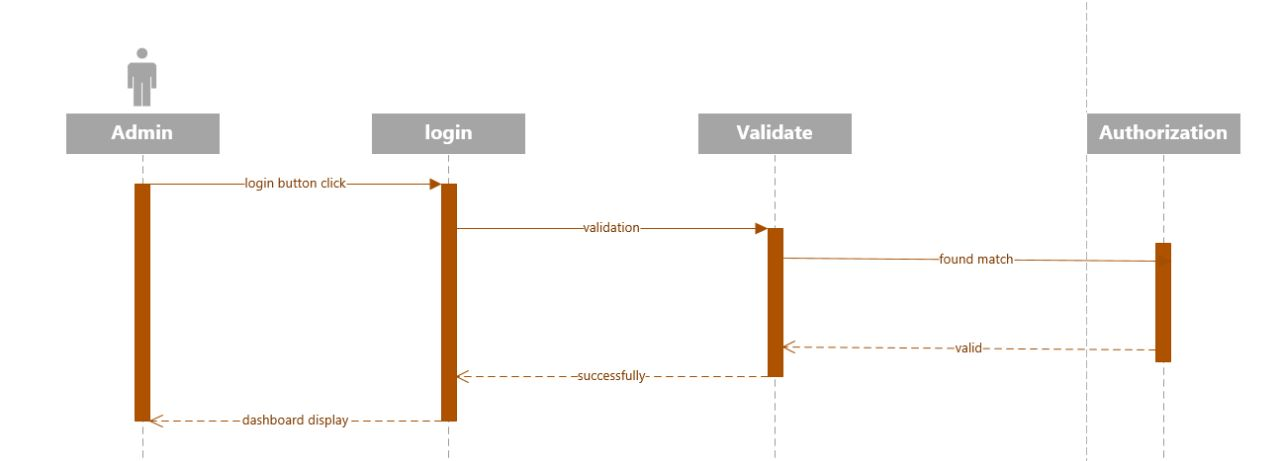 Admin
login
Validate
Authorization
login button click
validation
found match
valid
successfully
dashboard display